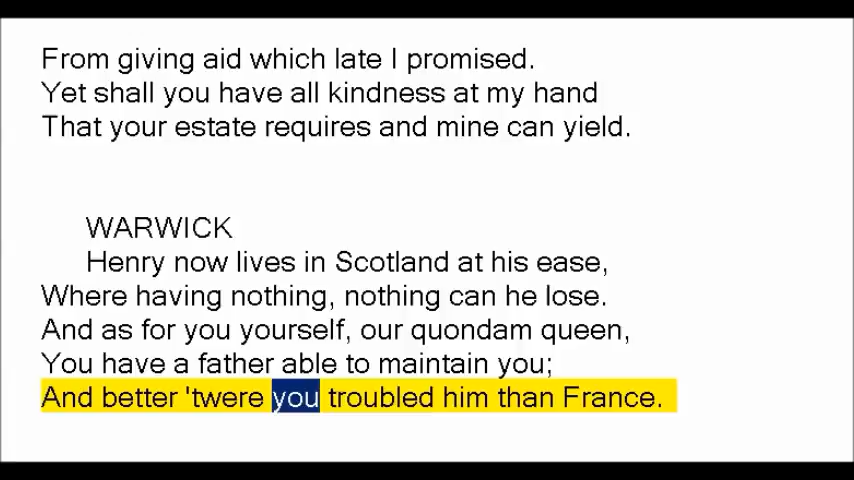 From giving aid which late I promised.
Yet shall you have all kindness at my hand
That your estate requires and mine can yield.
WARWICK
Henry now lives in Scotland at his ease,
Where having nothing, nothing can he lose.
And as for you yourself, our quondam queen,
You have a father able to maintain you;
And better 'twere you troubled him than France.